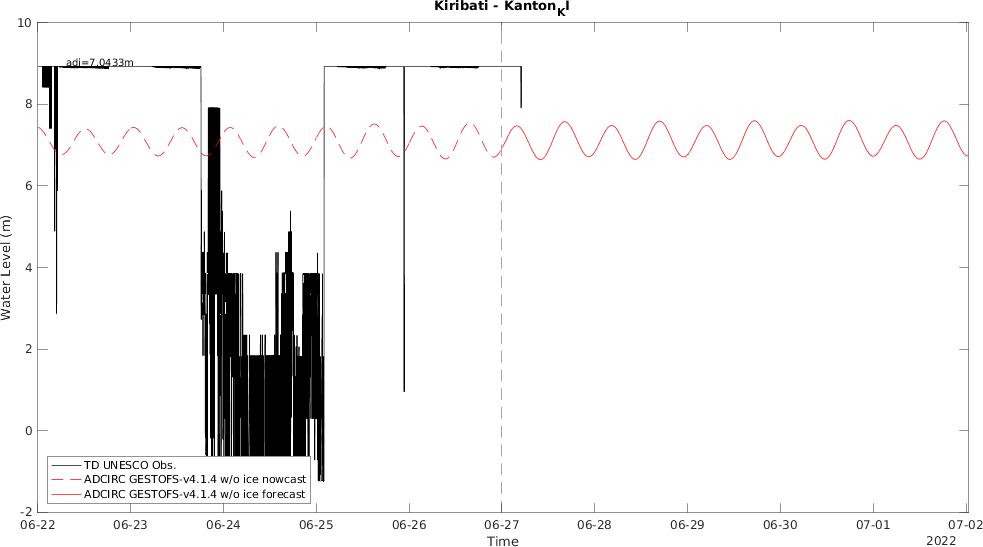 Kiribati - Kanton_KI
10
8
6
4
2
0
-2
Water Level (m)
adj=7.0433m
TD UNESCO Obs.
ADCIRC GESTOFS-v4.1.4 w/o ice nowcast
ADCIRC GESTOFS-v4.1.4 w/o ice forecast
06-22 06-23 06-24 06-25 06-26 06-27 06-28 06-29 06-30 07-01 07-02
Time
2022